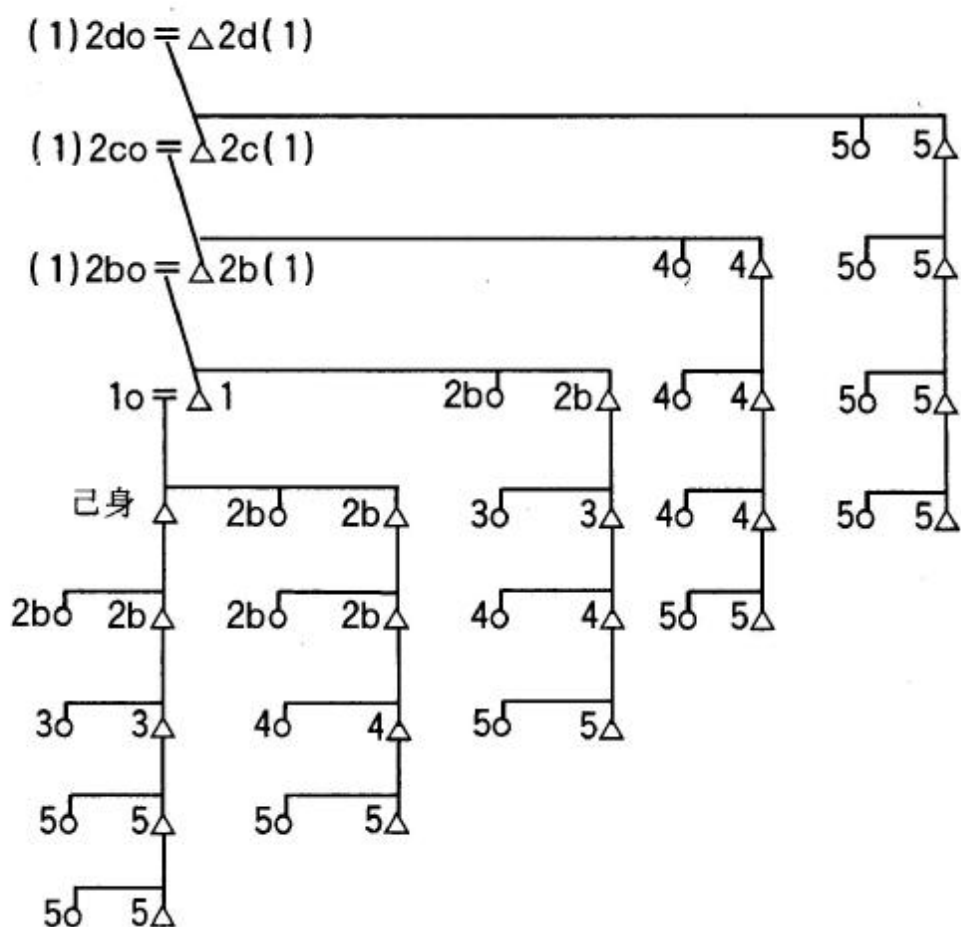 (1)2do=△2d(1)
(1)2co=△2c(1) 5o 5△
(1)2bo=△2b(1) 4o 4△ 5o 5△
1o=△1 2bo 2b△ 4o 4△ 5o 5△
己身△ 2bo 2b△ 3o 3△ 4o 4△ 5o 5△
2bo 2b△ 2bo 2b△ 4o 4△ 5o 5△
3o 3△ 4o 4△ 5o 5△
5o 5△ 5o 5△
5o 5△